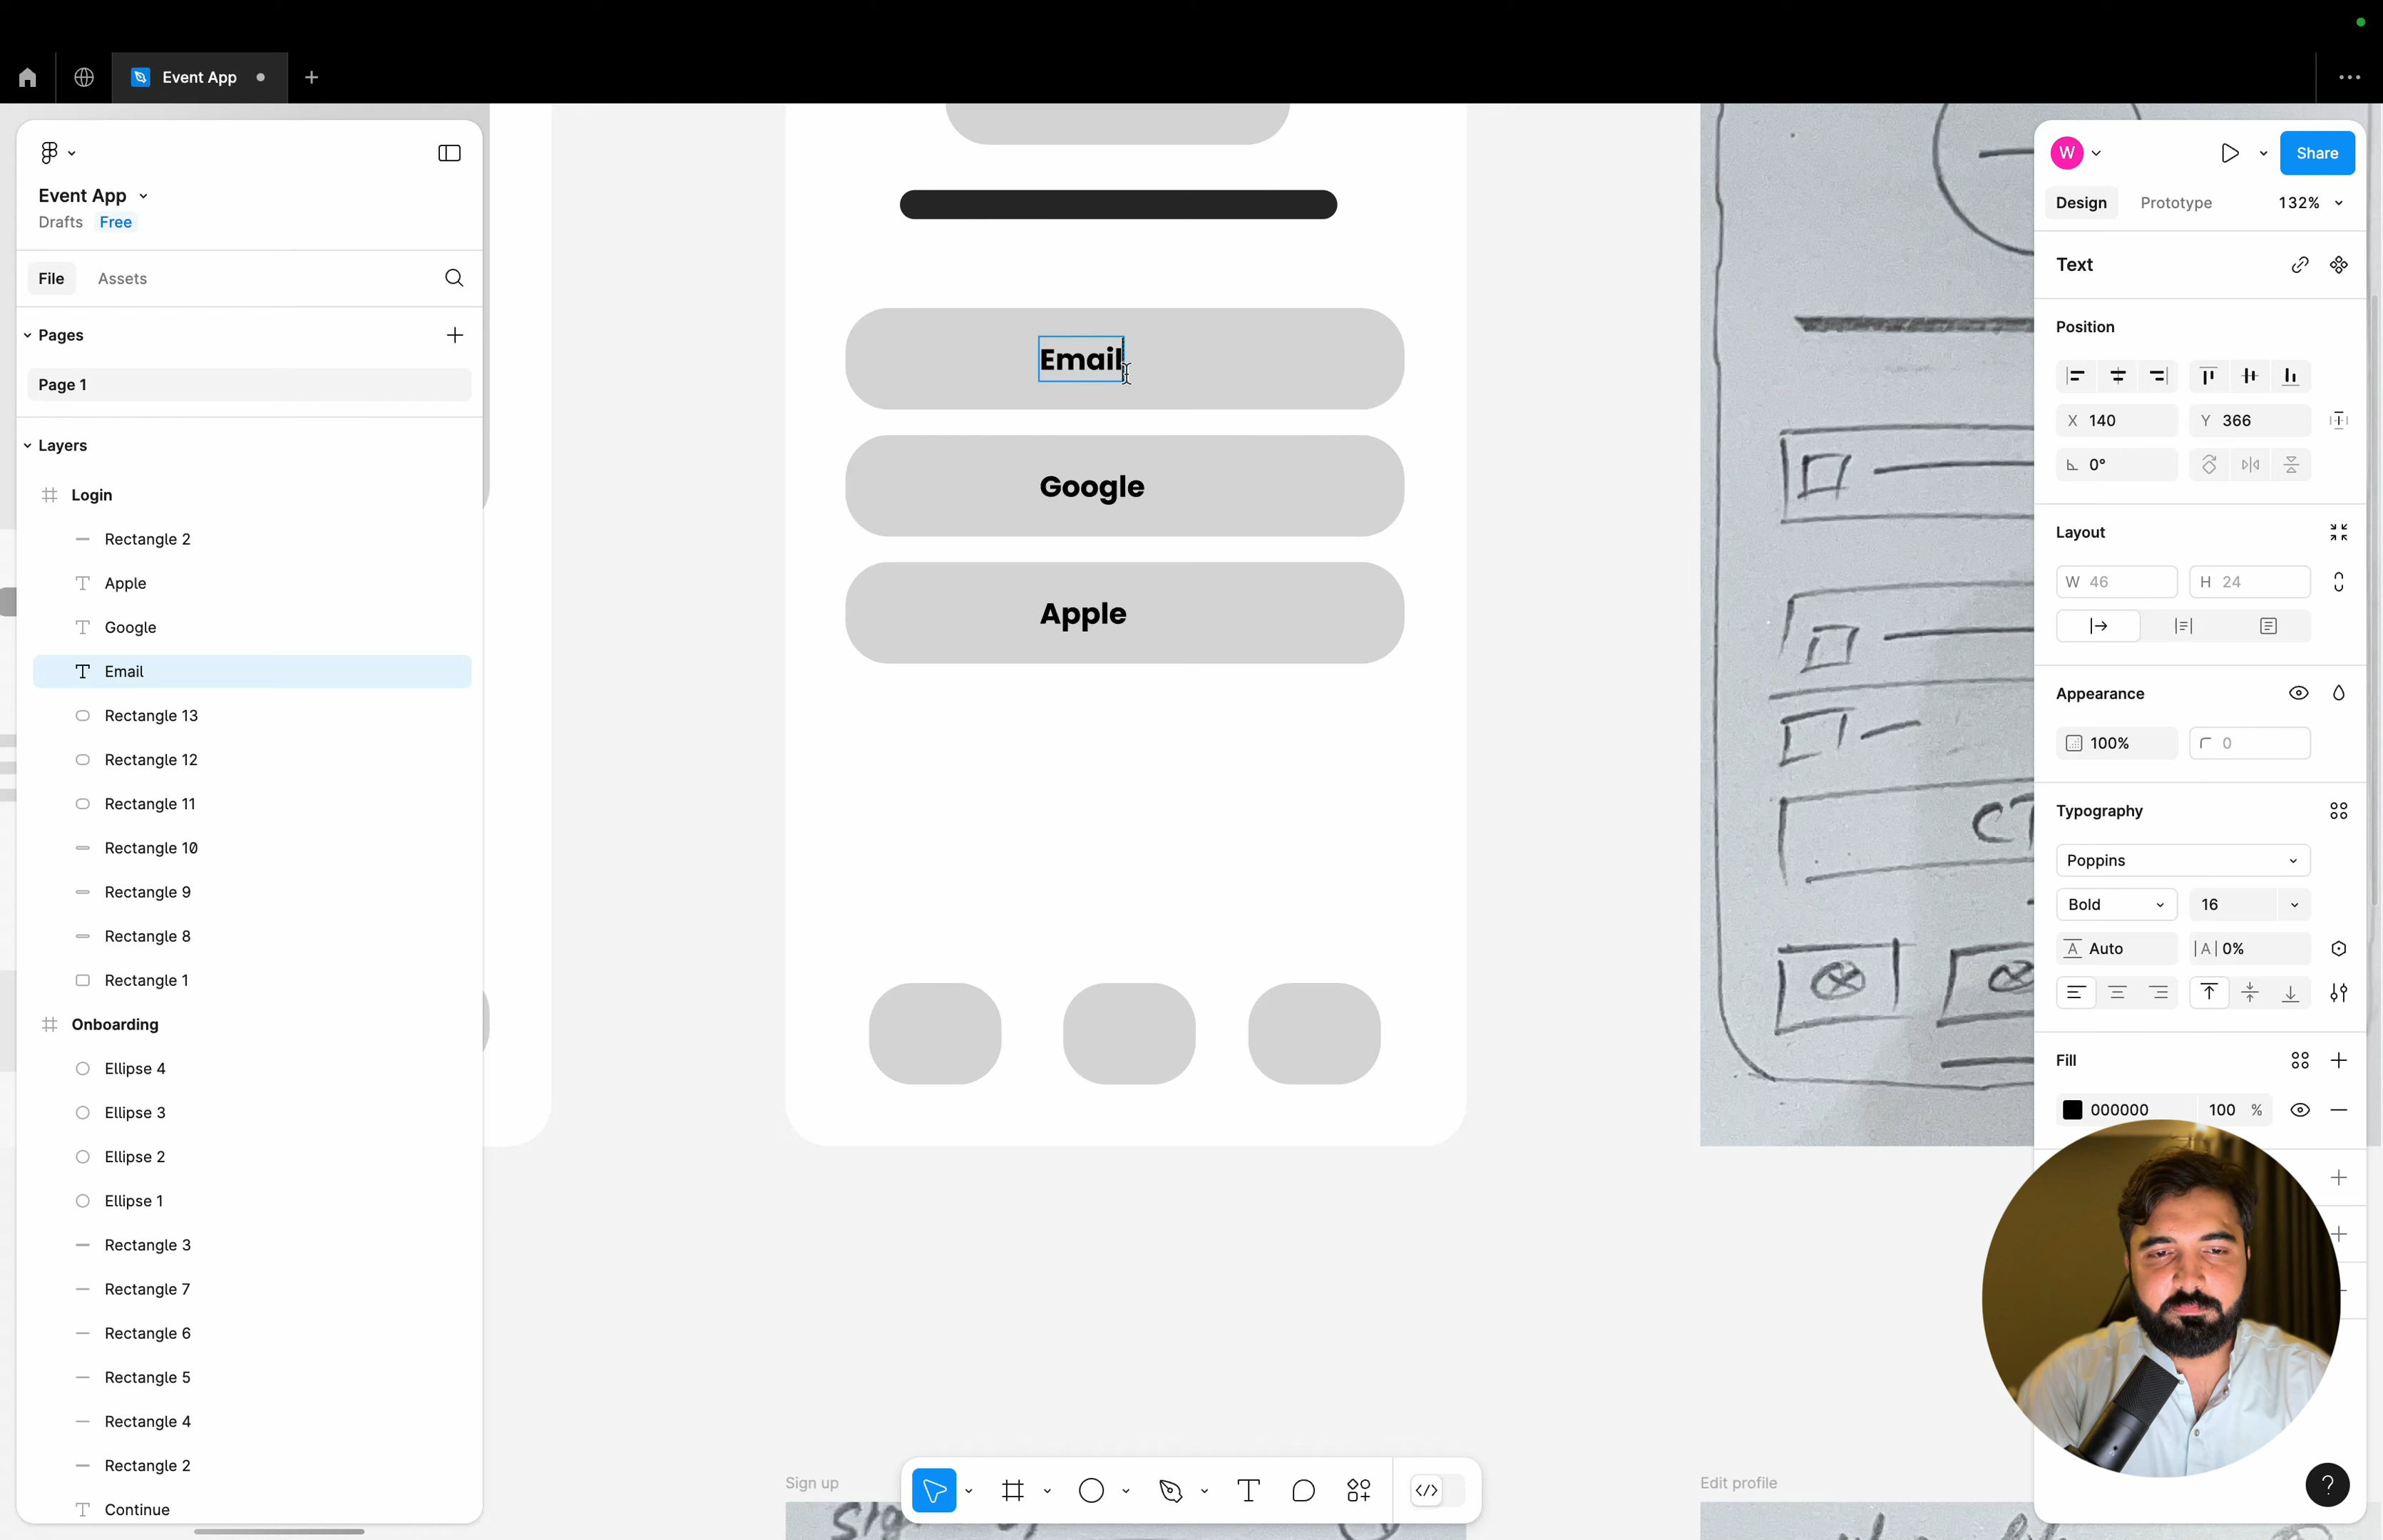 Event App
Event App
Drafts Free
File Assets
Pages
Page 1
Layers
Login
Rectangle 2
Apple
Google
Email
Rectangle 13
Rectangle 12
Rectangle 11
Rectangle 10
Rectangle 9
Rectangle 8
Rectangle 1
Onboarding
Ellipse 4
Ellipse 3
Ellipse 2
Ellipse 1
Rectangle 3
Rectangle 7
Rectangle 6
Rectangle 5
Rectangle 4
Rectangle 2
Continue
Email
Google
Apple
Sign up
Edit profile
W
Share
Design Prototype 132%
Text
Position
X 140 Y 366
0°
Layout
W 46 H 24
Appearance
100% 0
Typography
Poppins
Bold 16
Auto 0%
Fill
000000 100 %
?